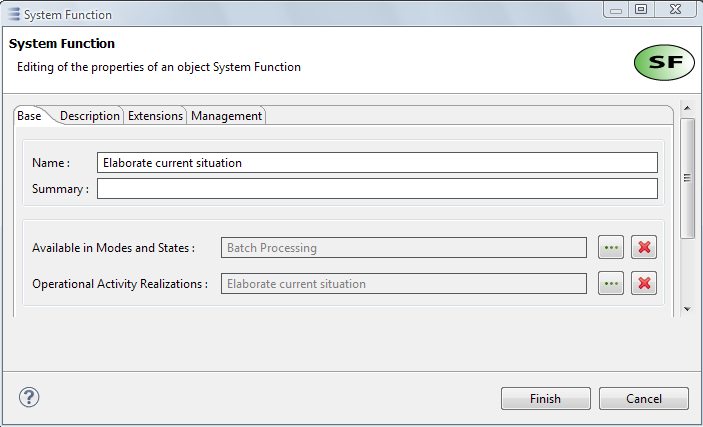 System Function
System Function
Editing of the properties of an object System Function
SF
Base Description Extensions Management
Name : Elaborate current situation
Summary :
Available in Modes and States : Batch Processing
Operational Activity Realizations : Elaborate current situation
? Finish Cancel